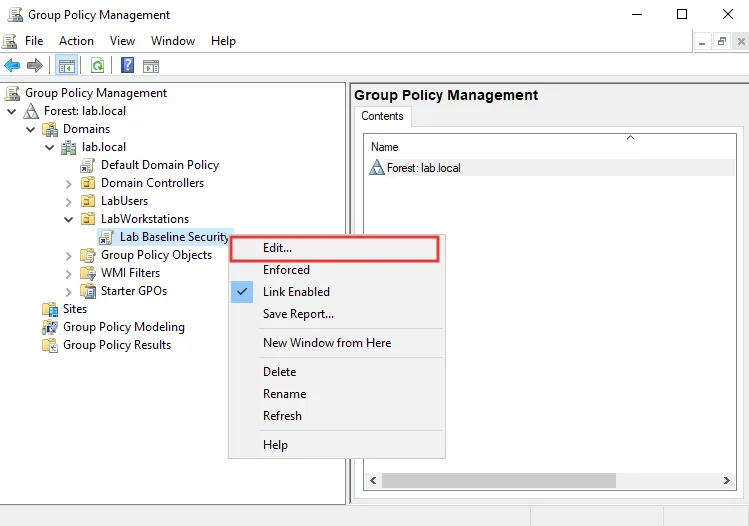 Group Policy Management
File Action View Window Help
Group Policy Management
Forest: lab.local
Domains
lab.local
Default Domain Policy
Domain Controllers
LabUsers
LabWorkstations
Lab Baseline Security
Group Policy Objects
WMI Filters
Starter GPOs
Sites
Group Policy Modeling
Group Policy Results
Edit...
Enforced
Link Enabled
Save Report...
New Window from Here
Delete
Rename
Refresh
Help
Group Policy Management
Contents
Name
Forest: lab.local